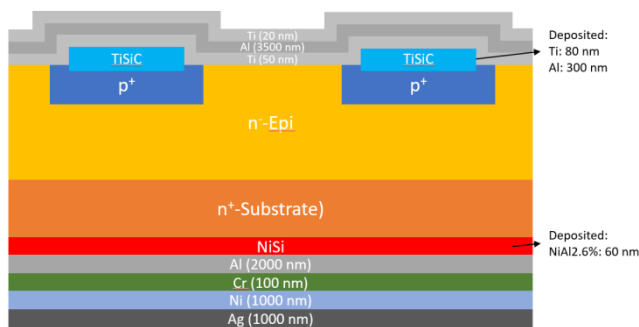 Ti (20 nm)
Al (3500 nm)
Ti (50 nm)
TiSiC
TiSiC
Deposited:
Ti: 80 nm
Al: 300 nm
p⁺
p⁺
n⁻-Epi
n⁺-Substrate)
NiSi
Deposited:
NiAl2.6%: 60 nm
Al (2000 nm)
Cr (100 nm)
Ni (1000 nm)
Ag (1000 nm)